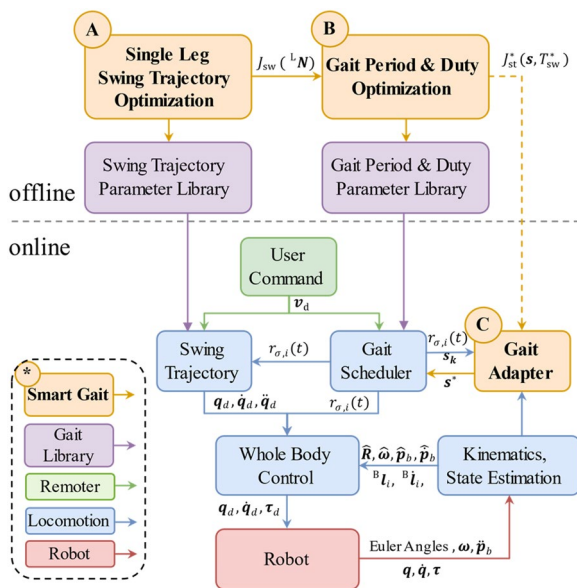 A
B
Single Leg
Swing Trajectory
Optimization
J_sw(ᴸN)
Gait Period & Duty
Optimization
J*_st(s, T*_sw)
Swing Trajectory
Parameter Library
Gait Period & Duty
Parameter Library
offline
online
User
Command
v_d
C
Swing
Trajectory
r_σ,i(t)
Gait
Scheduler
r_σ,i(t)
s_k
s*
Gait
Adapter
q_d, q̇_d, q̈_d
r_σ,i(t)
*
Smart Gait
Gait
Library
Remoter
Locomotion
Robot
Whole Body
Control
R̂, ω̂, p̂_b, ṗ̂_b
ᴮl_i, ᴮl̇_i,
Kinematics,
State Estimation
q_d, q̇_d, τ_d
Robot
Euler Angles, ω, p̈_b
q, q̇, τ